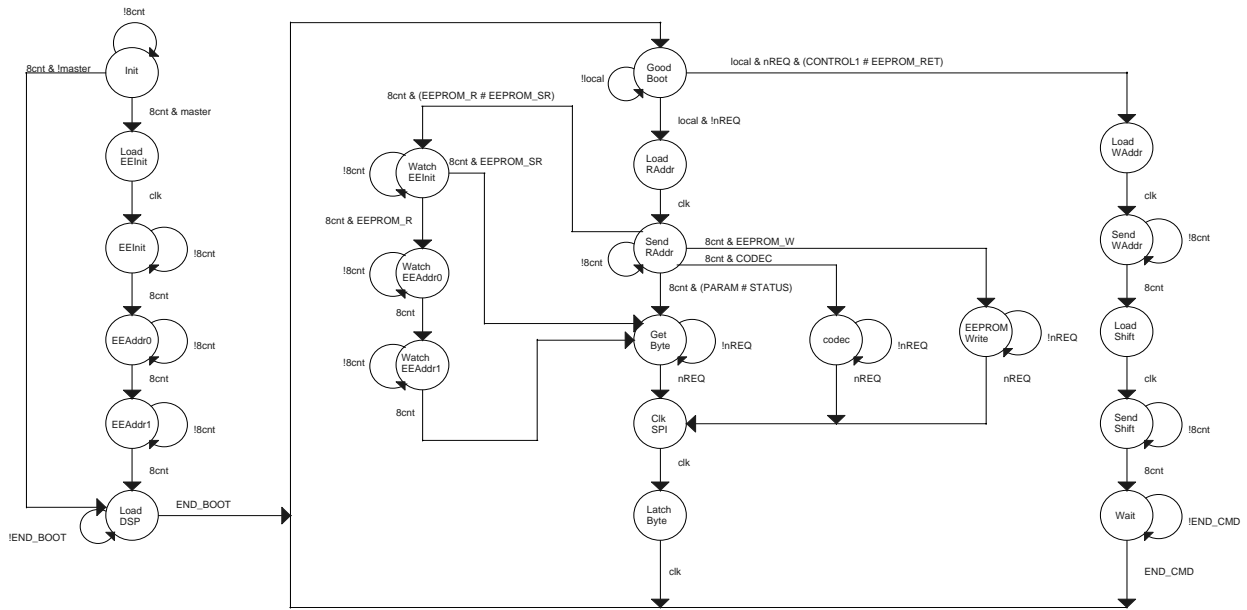 !8cnt
Init
8cnt & !master
8cnt & master
Load
EEInit
clk
EEInit
!8cnt
8cnt
EEAddr0
!8cnt
8cnt
EEAddr1
!8cnt
8cnt
Load
DSP
!END_BOOT
END_BOOT
8cnt & (EEPROM_R # EEPROM_SR)
Watch
EEInit
!8cnt
8cnt & EEPROM_SR
8cnt & EEPROM_R
Watch
EEAddr0
!8cnt
8cnt
Watch
EEAddr1
!8cnt
8cnt
Good
Boot
!local
local & nREQ & (CONTROL1 # EEPROM_RET)
local & !nREQ
Load
RAddr
clk
Send
RAddr
!8cnt
8cnt & EEPROM_W
8cnt & CODEC
8cnt & (PARAM # STATUS)
Get
Byte
!nREQ
nREQ
codec
!nREQ
nREQ
EEPROM
Write
!nREQ
nREQ
Clk
SPI
clk
Latch
Byte
clk
Load
WAddr
clk
Send
WAddr
!8cnt
8cnt
Load
Shift
clk
Send
Shift
!8cnt
8cnt
Wait
!END_CMD
END_CMD